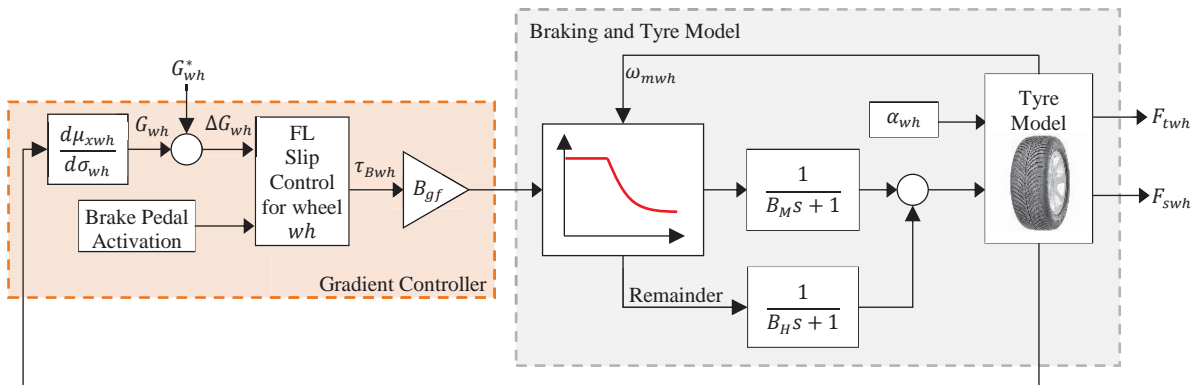 Braking and Tyre Model
G*wh
ωmwh
dμxwh
dσwh
Gwh
ΔGwh
FL
Slip
Control
for wheel
wh
τBwh
Bgf
Brake Pedal
Activation
Gradient Controller
1
BMs + 1
Remainder
1
BHs + 1
αwh
Tyre
Model
Ftwh
Fswh